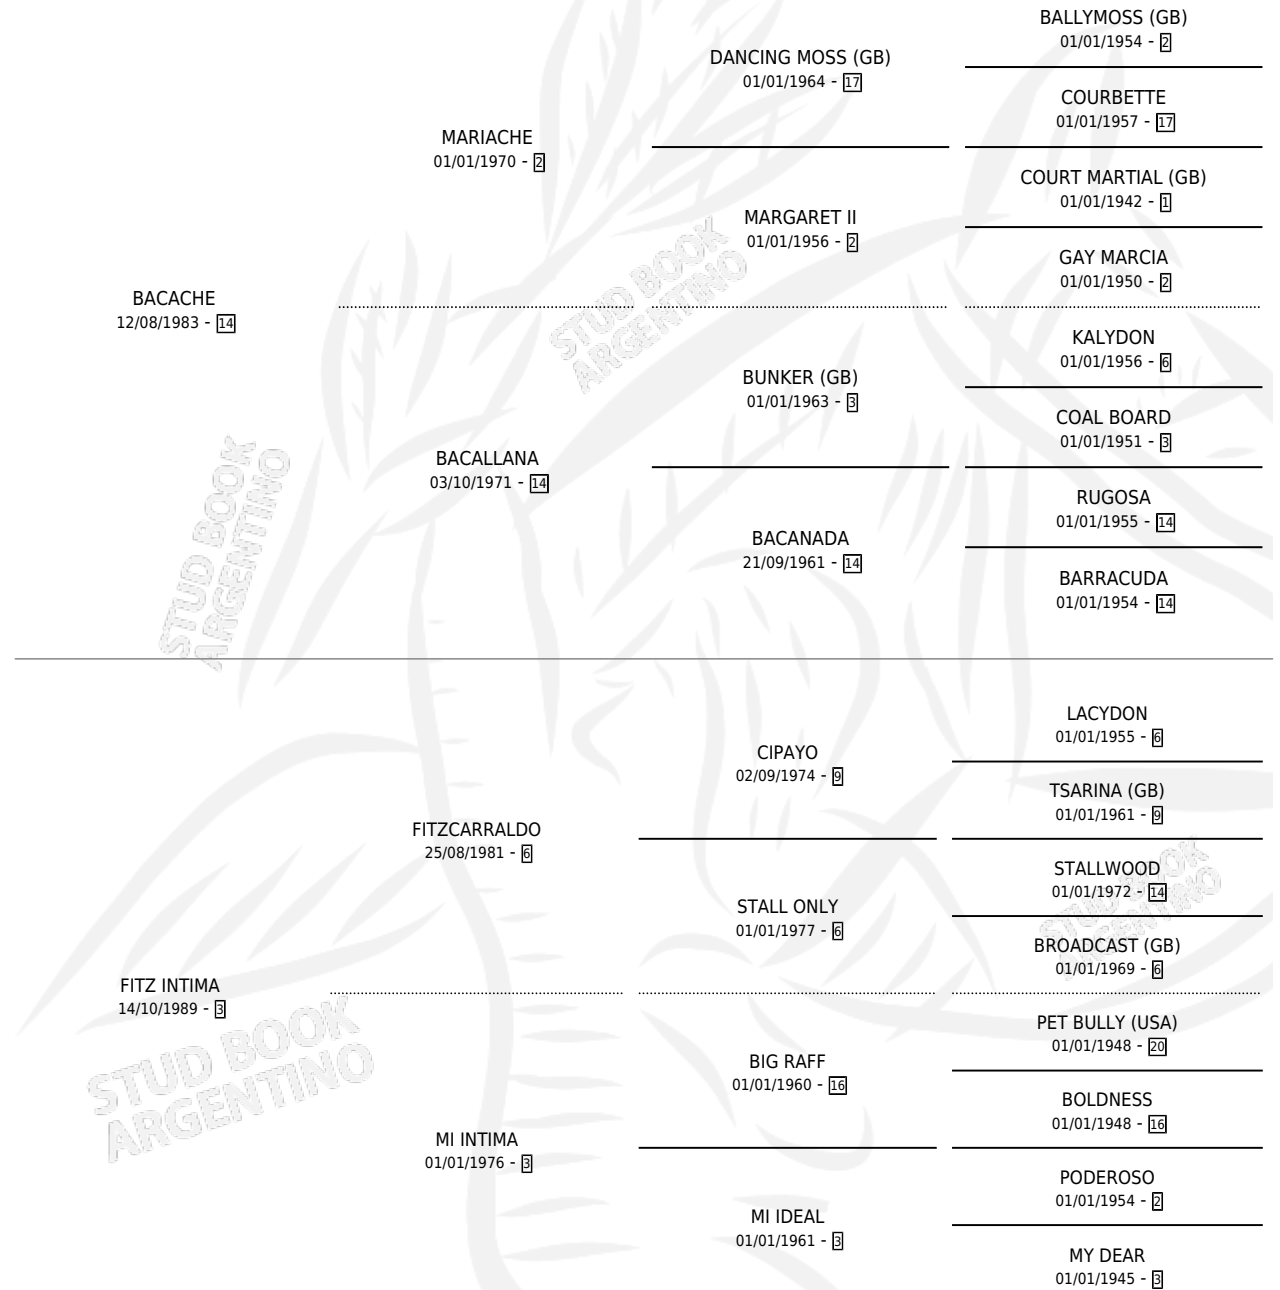 BALLYMOSS (GB)
01/01/1954 - 2
DANCING MOSS (GB)
01/01/1964 - 17
COURBETTE
01/01/1957 - 17
MARIACHE
01/01/1970 - 2
COURT MARTIAL (GB)
01/01/1942 - 1
MARGARET II
01/01/1956 - 2
GAY MARCIA
01/01/1950 - 2
BACACHE
12/08/1983 - 14
STUD BOOK
ARGENTINO
KALYDON
01/01/1956 - 6
BUNKER (GB)
01/01/1963 - 3
COAL BOARD
01/01/1951 - 3
BACALLANA
03/10/1971 - 14
RUGOSA
01/01/1955 - 14
BACANADA
21/09/1961 - 14
BARRACUDA
01/01/1954 - 14
STUD BOOK
ARGENTINO
LACYDON
01/01/1955 - 6
CIPAYO
02/09/1974 - 9
TSARINA (GB)
01/01/1961 - 9
FITZCARRALDO
25/08/1981 - 6
STALLWOOD
01/01/1972 - 14
STALL ONLY
01/01/1977 - 6
STUD BOOK
ARGENTINO
BROADCAST (GB)
01/01/1969 - 6
FITZ INTIMA
14/10/1989 - 3
PET BULLY (USA)
01/01/1948 - 20
BIG RAFF
01/01/1960 - 16
BOLDNESS
01/01/1948 - 16
STUD BOOK
ARGENTINO
MI INTIMA
01/01/1976 - 3
PODEROSO
01/01/1954 - 2
MI IDEAL
01/01/1961 - 3
MY DEAR
01/01/1945 - 3